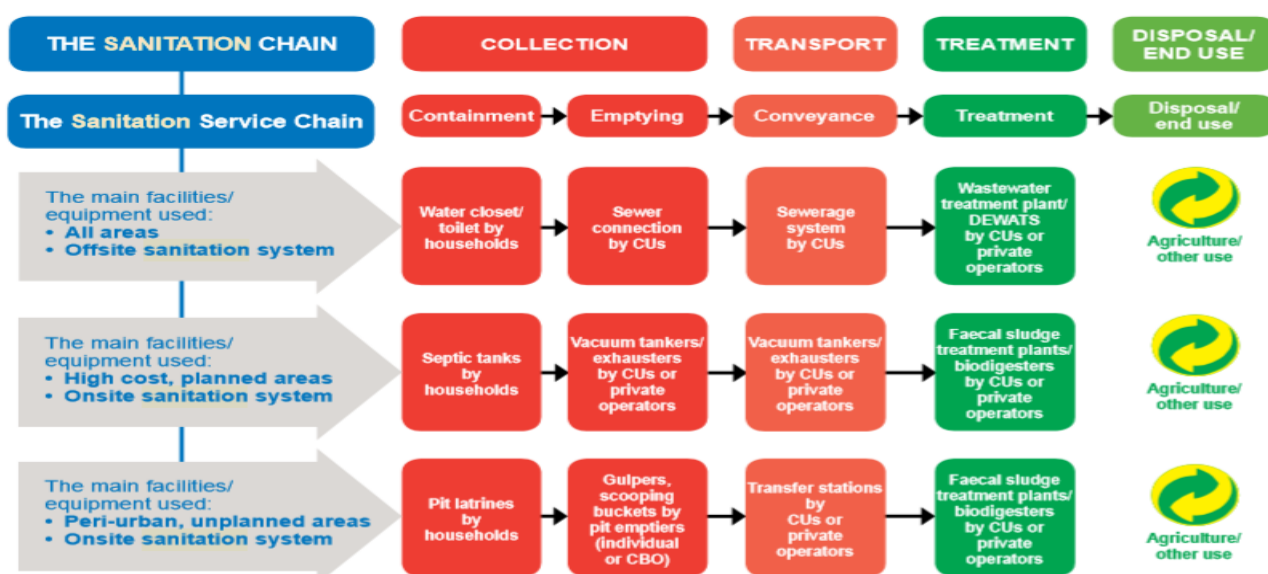 THE SANITATION CHAIN
COLLECTION
TRANSPORT
TREATMENT
DISPOSAL/
END USE
The Sanitation Service Chain
Containment
Emptying
Conveyance
Treatment
Disposal/
end use
The main facilities/
equipment used:
• All areas
• Offsite sanitation system
Water closet/
toilet by
households
Sewer
connection
by CUs
Sewerage
system
by CUs
Wastewater
treatment plant/
DEWATS
by CUs or
private
operators
Agriculture/
other use
The main facilities/
equipment used:
• High cost, planned areas
• Onsite sanitation system
Septic tanks
by
households
Vacuum tankers/
exhausters
by CUs or
private
operators
Vacuum tankers/
exhausters
by CUs or
private
operators
Faecal sludge
treatment plants/
biodigesters
by CUs or
private
operators
Agriculture/
other use
The main facilities/
equipment used:
• Peri-urban, unplanned areas
• Onsite sanitation system
Pit latrines
by
households
Gulpers,
scooping
buckets by
pit emptiers
(individual
or CBO)
Transfer stations
by
CUs or
private
operators
Faecal sludge
treatment plants/
biodigesters
by CUs or
private
operators
Agriculture/
other use